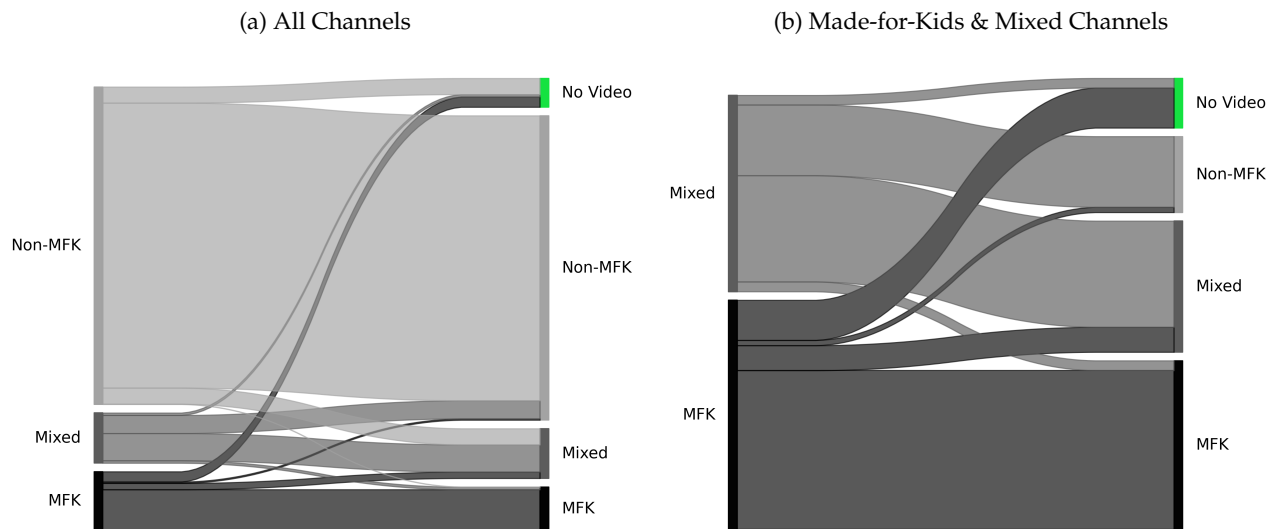 (a) All Channels
Non-MFK
Mixed
MFK
No Video
Non-MFK
Mixed
MFK
(b) Made-for-Kids & Mixed Channels
Mixed
MFK
No Video
Non-MFK
Mixed
MFK